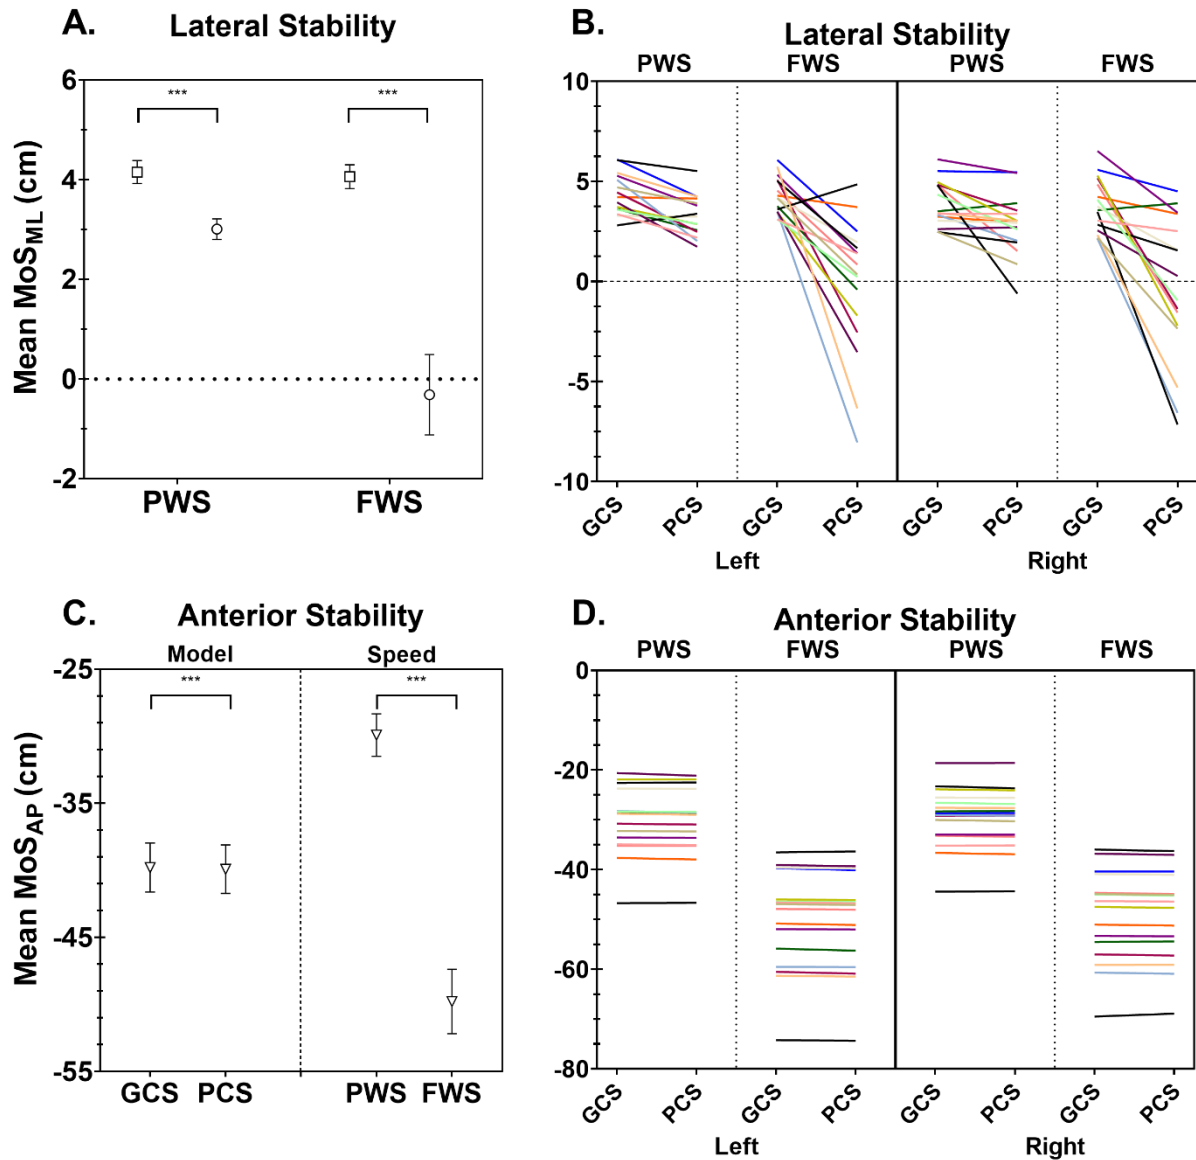 A.
Lateral Stability
Mean MoS_ML (cm)
6
4
2
0
-2
***
***
PWS
FWS
B.
Lateral Stability
PWS FWS PWS FWS
10
5
0
-5
-10
GCS PCS GCS PCS GCS PCS GCS PCS
Left Right
C.
Anterior Stability
Model Speed
Mean MoS_AP (cm)
-25
-35
-45
-55
***
***
GCS PCS PWS FWS
D.
Anterior Stability
PWS FWS PWS FWS
0
-20
-40
-60
-80
GCS PCS GCS PCS GCS PCS GCS PCS
Left Right